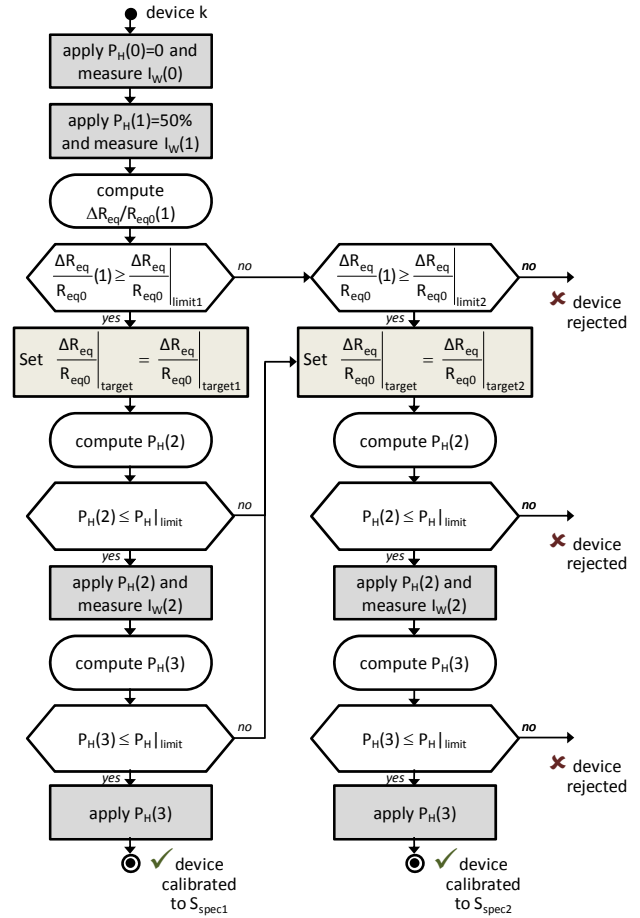 device k
apply P_H(0)=0 and
measure I_W(0)
apply P_H(1)=50%
and measure I_W(1)
compute
ΔR_eq/R_eq0(1)
ΔR_eq/R_eq0 (1) ≥ ΔR_eq/R_eq0 |limit1
no
ΔR_eq/R_eq0 (1) ≥ ΔR_eq/R_eq0 |limit2
no
✘ device
rejected
yes
yes
Set ΔR_eq/R_eq0 |target = ΔR_eq/R_eq0 |target1
Set ΔR_eq/R_eq0 |target = ΔR_eq/R_eq0 |target2
compute P_H(2)
compute P_H(2)
P_H(2) ≤ P_H|limit
no
P_H(2) ≤ P_H|limit
no
✘ device
rejected
yes
yes
apply P_H(2) and
measure I_W(2)
apply P_H(2) and
measure I_W(2)
compute P_H(3)
compute P_H(3)
P_H(3) ≤ P_H|limit
no
P_H(3) ≤ P_H|limit
no
✘ device
rejected
yes
yes
apply P_H(3)
apply P_H(3)
✓ device
calibrated
to S_spec1
✓ device
calibrated
to S_spec2